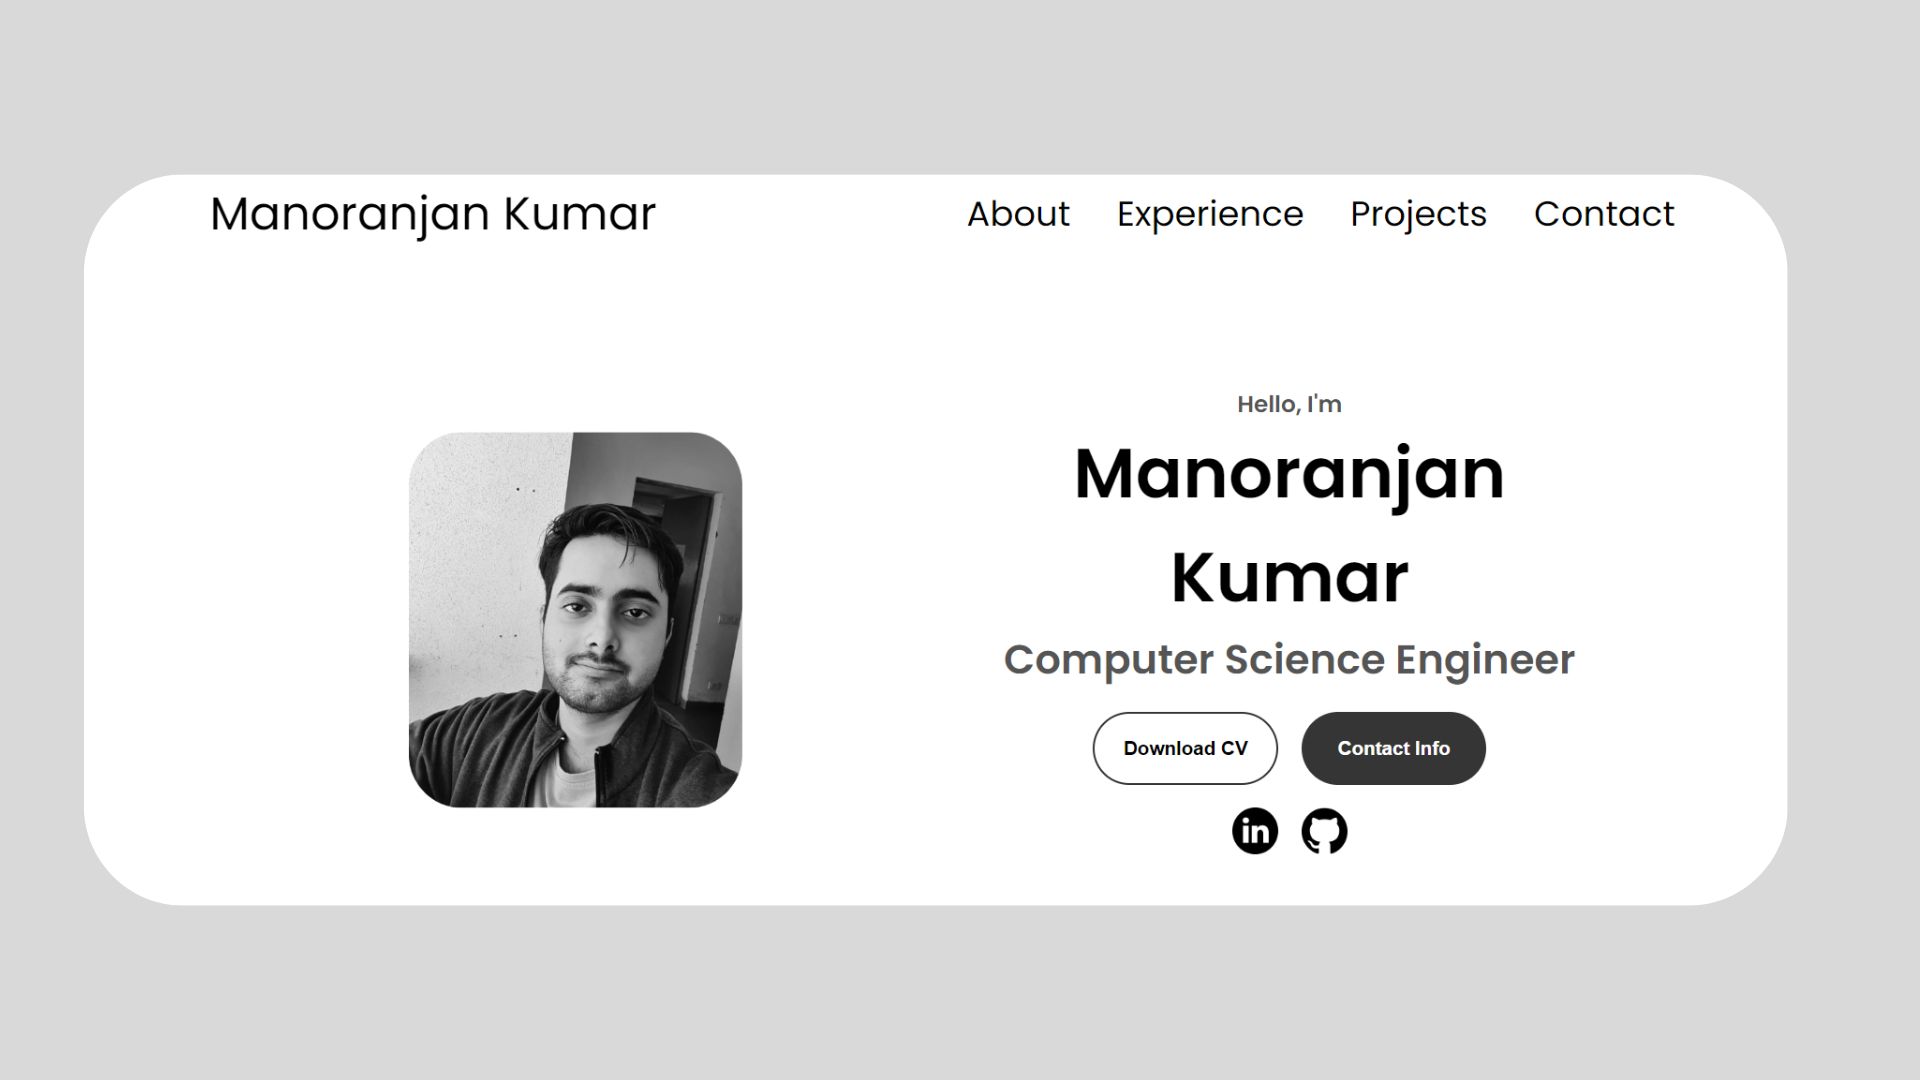 Manoranjan Kumar
About Experience Projects Contact
Hello, I'm
Manoranjan
Kumar
Computer Science Engineer
Download CV Contact Info
in